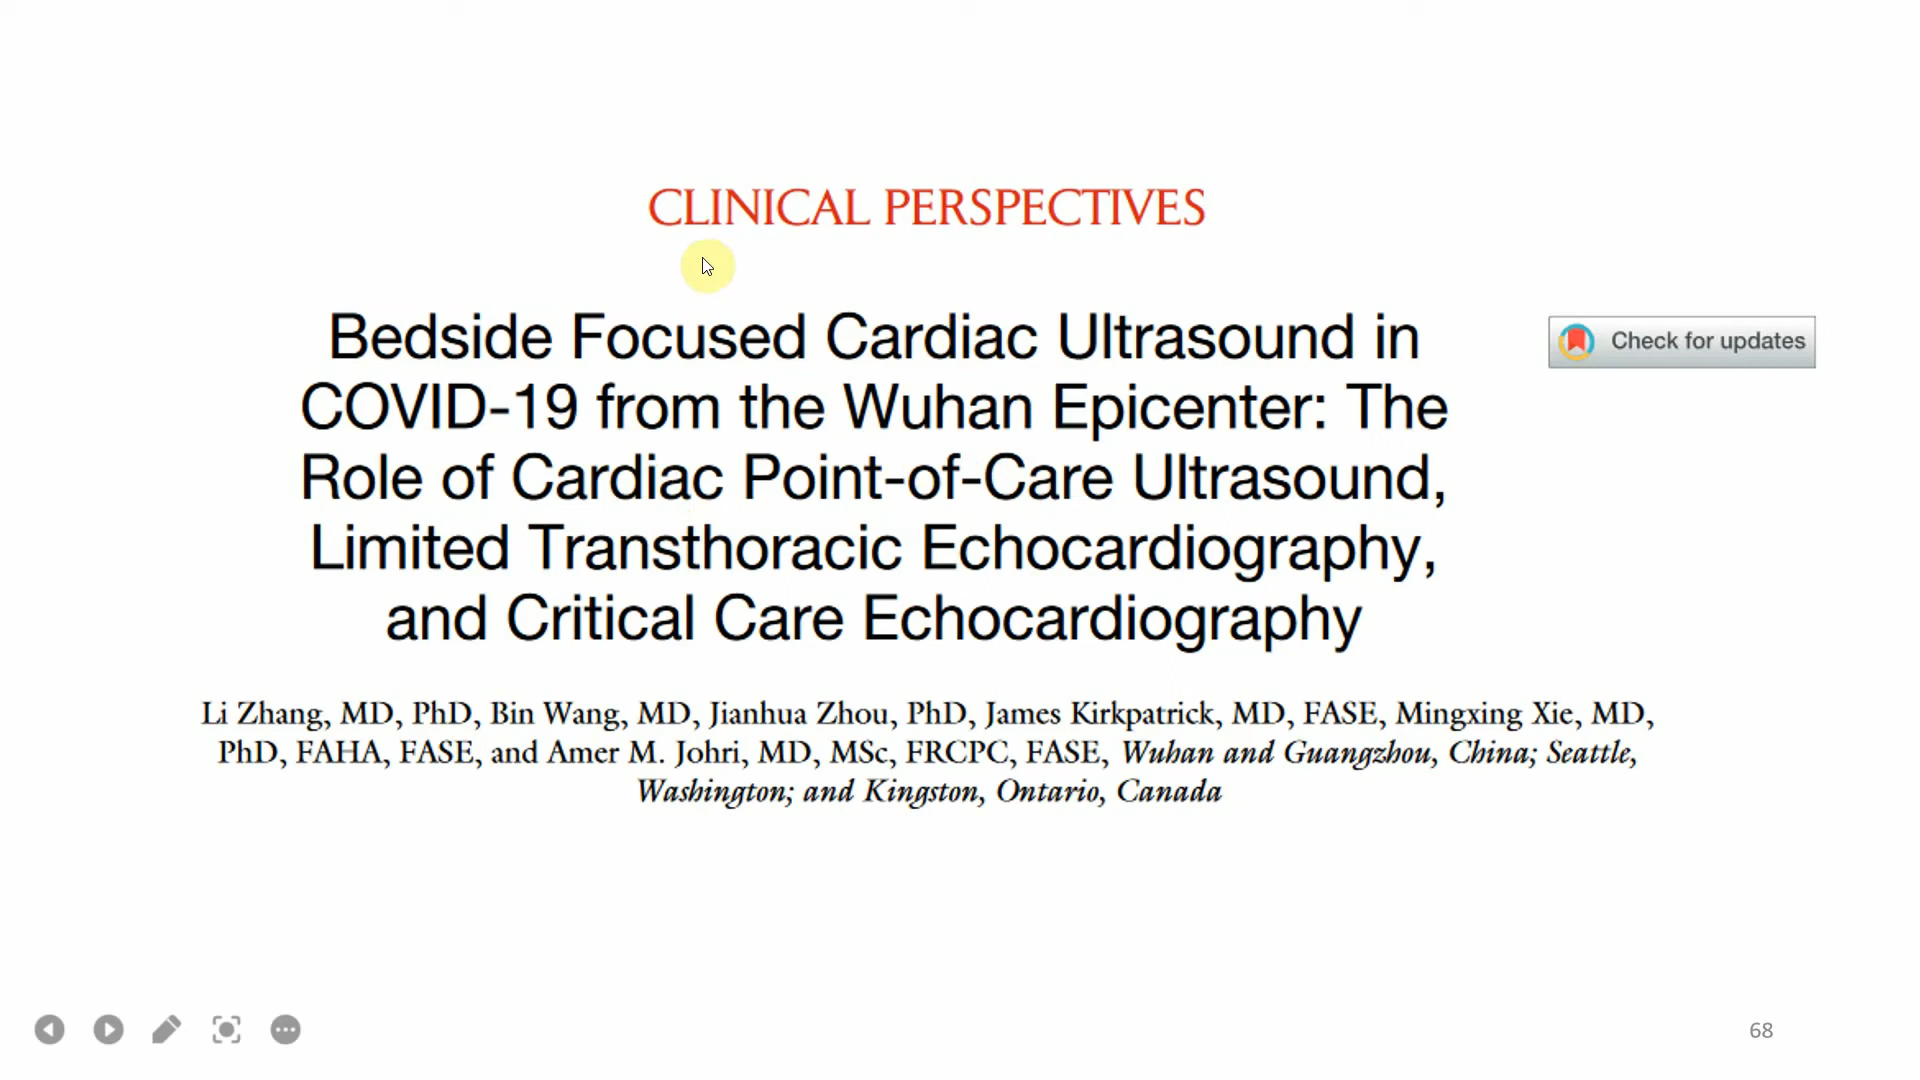 CLINICAL PERSPECTIVES
Bedside Focused Cardiac Ultrasound in
COVID-19 from the Wuhan Epicenter: The
Role of Cardiac Point-of-Care Ultrasound,
Limited Transthoracic Echocardiography,
and Critical Care Echocardiography
Check for updates
Li Zhang, MD, PhD, Bin Wang, MD, Jianhua Zhou, PhD, James Kirkpatrick, MD, FASE, Mingxing Xie, MD,
PhD, FAHA, FASE, and Amer M. Johri, MD, MSc, FRCPC, FASE, Wuhan and Guangzhou, China; Seattle,
Washington; and Kingston, Ontario, Canada
68